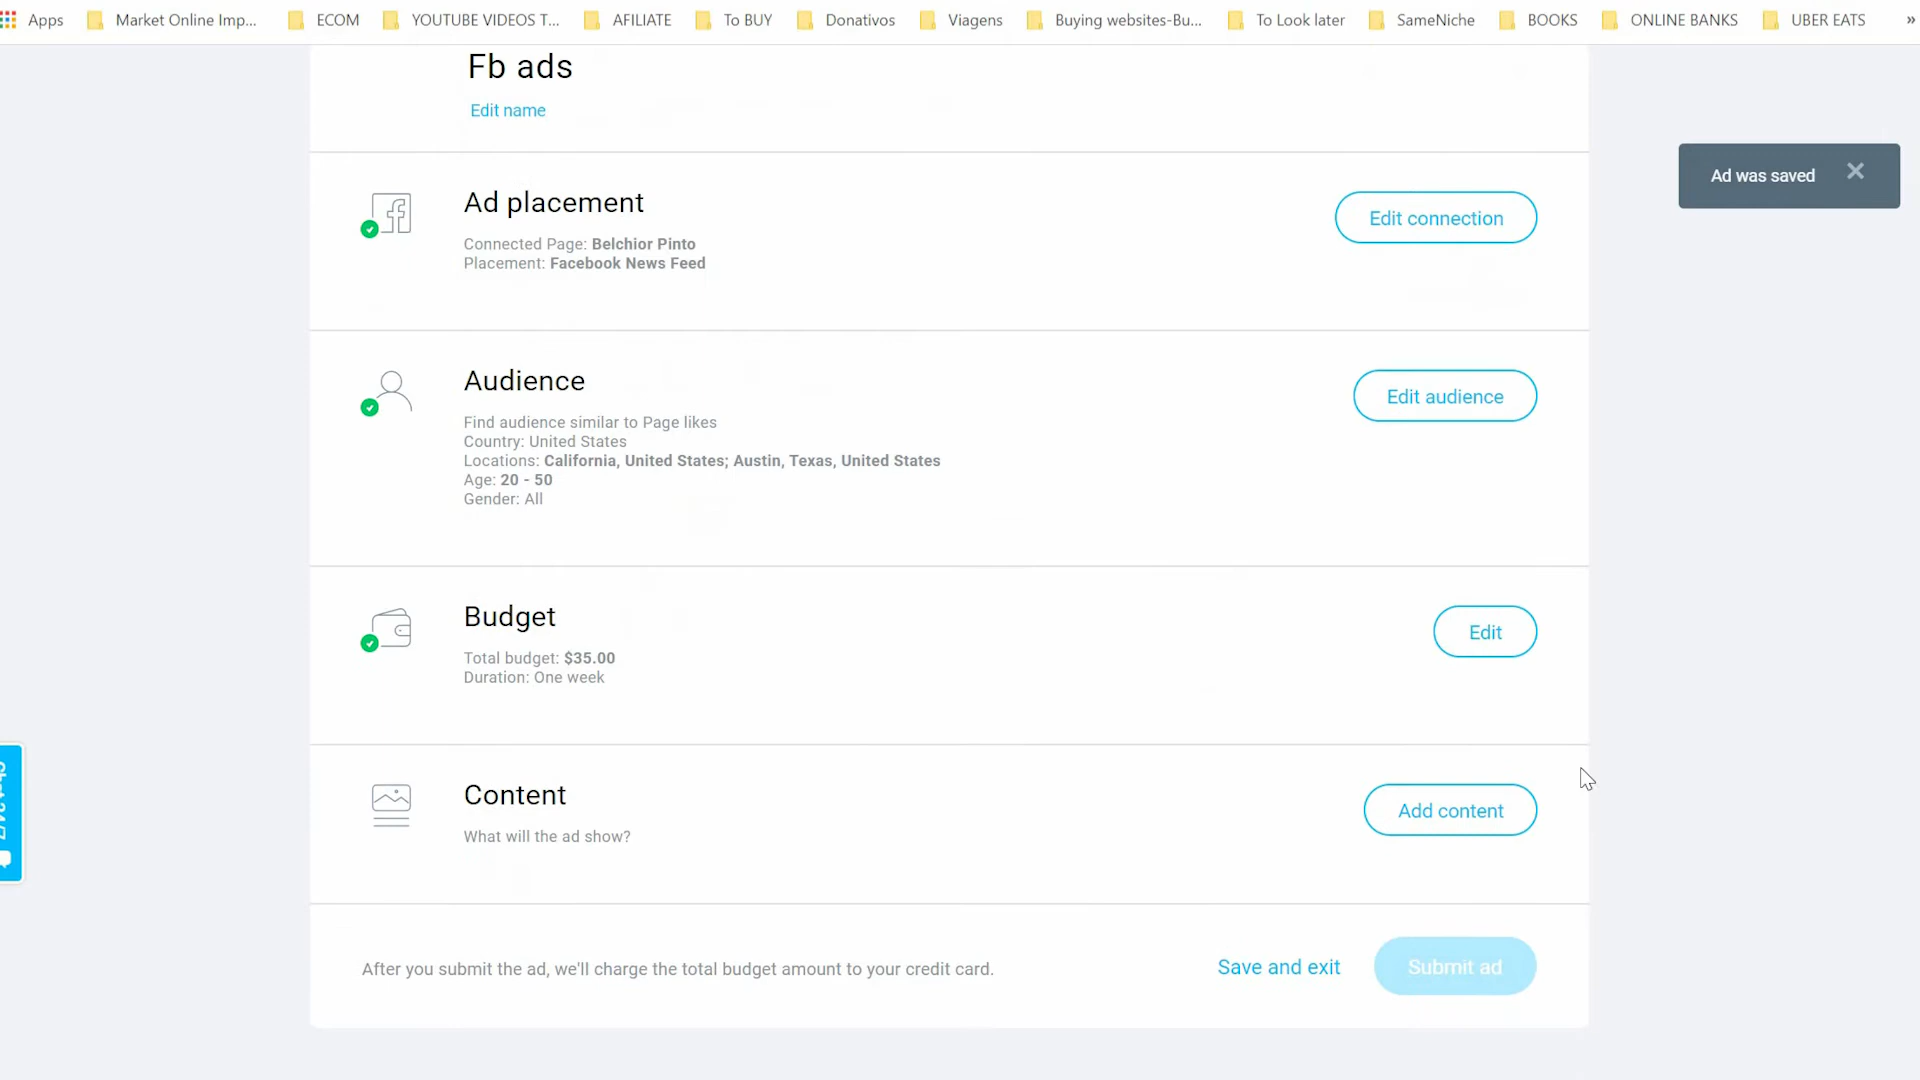 Apps Market Online Imp... ECOM YOUTUBE VIDEOS T... AFILIATE To BUY Donativos Viagens Buying websites-Bu... To Look later SameNiche BOOKS ONLINE BANKS UBER EATS »
Fb ads
Edit name
Ad was saved
Ad placement
Edit connection
Connected Page: Belchior Pinto
Placement: Facebook News Feed
Audience
Edit audience
Find audience similar to Page likes
Country: United States
Locations: California, United States; Austin, Texas, United States
Age: 20 - 50
Gender: All
Budget
Edit
Total budget: $35.00
Duration: One week
Content
Add content
What will the ad show?
After you submit the ad, we'll charge the total budget amount to your credit card.
Save and exit
Submit ad